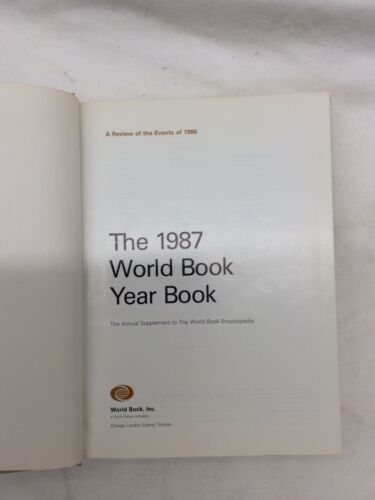 A Review of the Events of 1986
The 1987
World Book
Year Book
The Annual Supplement to The World Book Encyclopedia
World Book, Inc.
a Scott Fetzer company
Chicago London Sydney Toronto